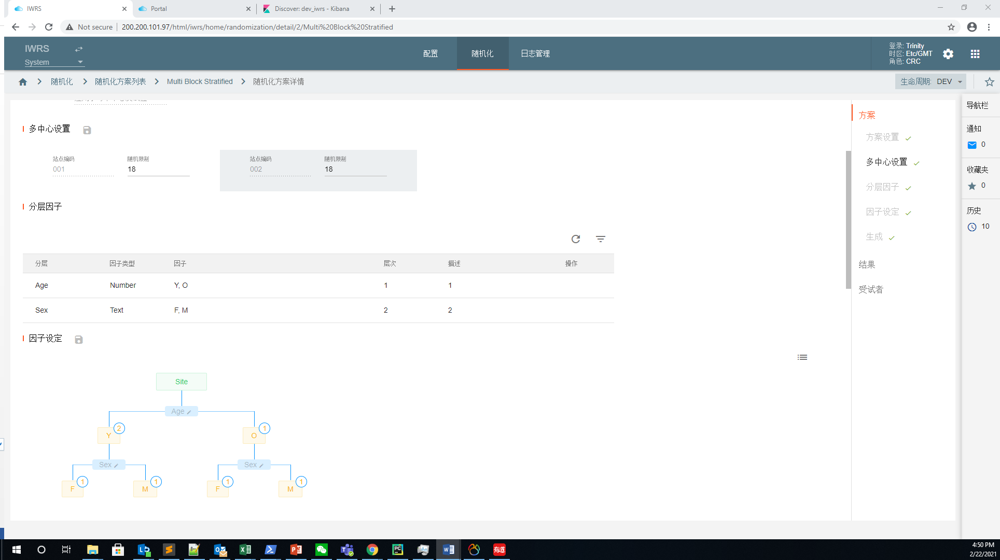 IWRS
Portal
Discover: dev_iwrs - Kibana
Not secure
200.200.101.97/html/iwrs/home/randomization/detail/2/Multi%20Block%20Stratified
IWRS
System
配置
随机化
日志管理
登录: Trinity
时区: Etc/GMT
角色: CRC
随机化
随机化方案列表
Multi Block Stratified
随机化方案详情
生命周期: DEV
多中心设置
站点编码
001
随机限制
18
站点编码
002
随机限制
18
分层因子
分层 因子类型 因子 层次 描述 操作
Age Number Y, O 1 1
Sex Text F, M 2 2
因子设定
Site
Age
Y 2
O 1
Sex
Sex
F 1
M 1
F 1
M 1
方案
方案设置
多中心设置
分层因子
因子设定
生成
结果
受试者
导航栏
通知
0
收藏夹
0
历史
10
有道
4:50 PM
2/22/2021